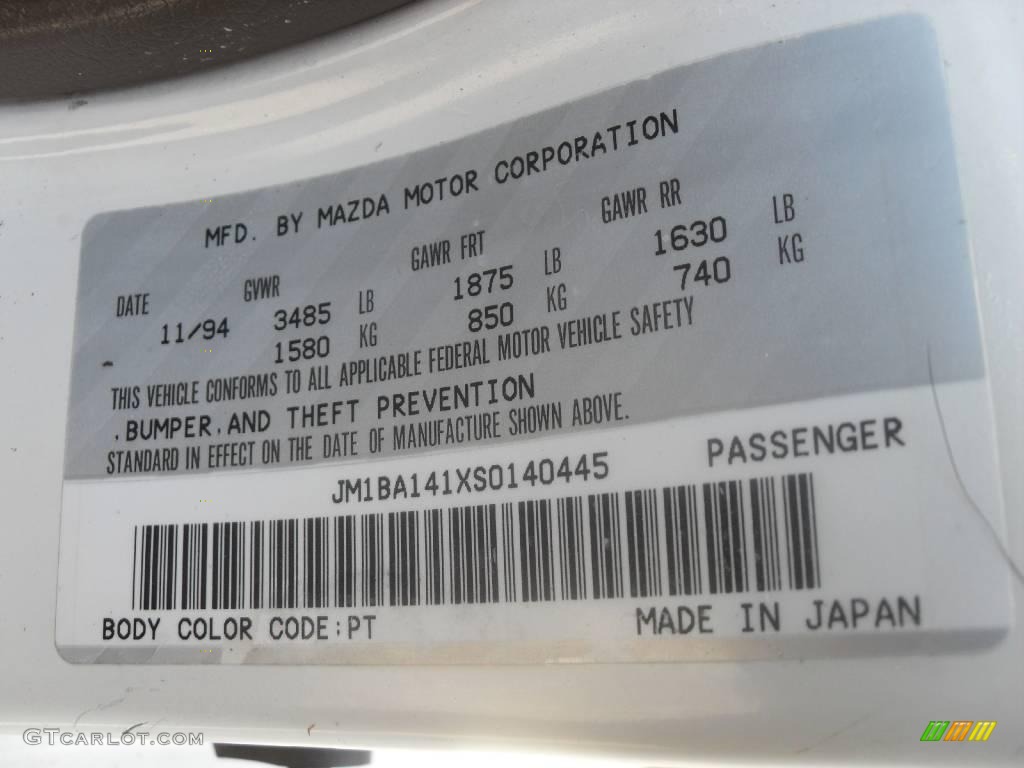 MFD. BY MAZDA MOTOR CORPORATION
DATE GVWR GAWR FRT GAWR RR
11/94 3485 LB 1875 LB 1630 LB
1580 KG 850 KG 740 KG
THIS VEHICLE CONFORMS TO ALL APPLICABLE FEDERAL MOTOR VEHICLE SAFETY
,BUMPER,AND THEFT PREVENTION
STANDARD IN EFFECT ON THE DATE OF MANUFACTURE SHOWN ABOVE.
JM1BA141XS0140445 PASSENGER
BODY COLOR CODE:PT MADE IN JAPAN
GTCARLOT.COM